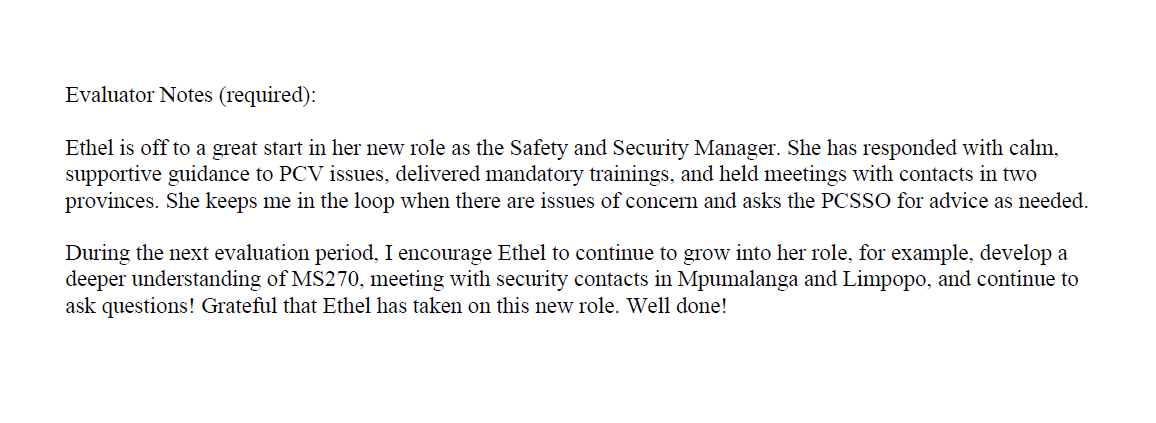 Evaluator Notes (required):
Ethel is off to a great start in her new role as the Safety and Security Manager. She has responded with calm,
supportive guidance to PCV issues, delivered mandatory trainings, and held meetings with contacts in two
provinces. She keeps me in the loop when there are issues of concern and asks the PCSSO for advice as needed.
During the next evaluation period, I encourage Ethel to continue to grow into her role, for example, develop a
deeper understanding of MS270, meeting with security contacts in Mpumalanga and Limpopo, and continue to
ask questions! Grateful that Ethel has taken on this new role. Well done!